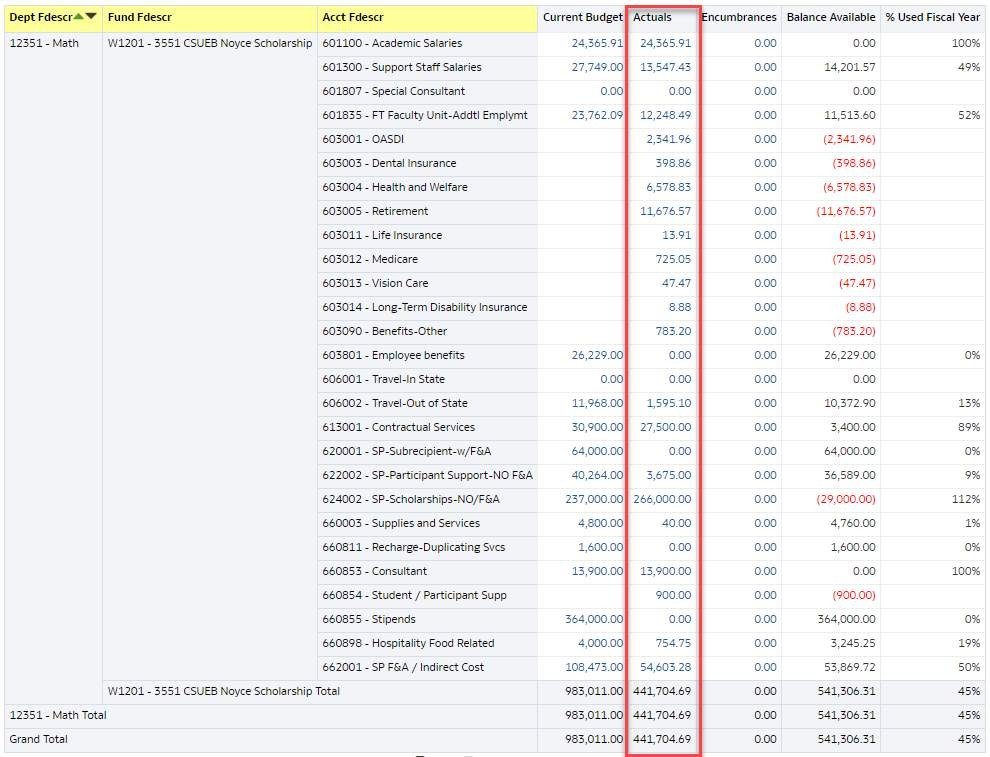 Dept Fdescr Fund Fdescr Acct Fdescr Current Budget Actuals Encumbrances Balance Available % Used Fiscal Year
12351 - Math W1201 - 3551 CSUEB Noyce Scholarship 601100 - Academic Salaries 24,365.91 24,365.91 0.00 0.00 100%
601300 - Support Staff Salaries 27,749.00 13,547.43 0.00 14,201.57 49%
601807 - Special Consultant 0.00 0.00 0.00 0.00
601835 - FT Faculty Unit-Addtl Emplymt 23,762.09 12,248.49 0.00 11,513.60 52%
603001 - OASDI 2,341.96 0.00 (2,341.96)
603003 - Dental Insurance 398.86 0.00 (398.86)
603004 - Health and Welfare 6,578.83 0.00 (6,578.83)
603005 - Retirement 11,676.57 0.00 (11,676.57)
603011 - Life Insurance 13.91 0.00 (13.91)
603012 - Medicare 725.05 0.00 (725.05)
603013 - Vision Care 47.47 0.00 (47.47)
603014 - Long-Term Disability Insurance 8.88 0.00 (8.88)
603090 - Benefits-Other 783.20 0.00 (783.20)
603801 - Employee benefits 26,229.00 0.00 0.00 26,229.00 0%
606001 - Travel-In State 0.00 0.00 0.00 0.00
606002 - Travel-Out of State 11,968.00 1,595.10 0.00 10,372.90 13%
613001 - Contractual Services 30,900.00 27,500.00 0.00 3,400.00 89%
620001 - SP-Subrecipient-w/F&A 64,000.00 0.00 0.00 64,000.00 0%
622002 - SP-Participant Support-NO F&A 40,264.00 3,675.00 0.00 36,589.00 9%
624002 - SP-Scholarships-NO/F&A 237,000.00 266,000.00 0.00 (29,000.00) 112%
660003 - Supplies and Services 4,800.00 40.00 0.00 4,760.00 1%
660811 - Recharge-Duplicating Svcs 1,600.00 0.00 0.00 1,600.00 0%
660853 - Consultant 13,900.00 13,900.00 0.00 0.00 100%
660854 - Student / Participant Supp 900.00 0.00 (900.00)
660855 - Stipends 364,000.00 0.00 0.00 364,000.00 0%
660898 - Hospitality Food Related 4,000.00 754.75 0.00 3,245.25 19%
662001 - SP F&A / Indirect Cost 108,473.00 54,603.28 0.00 53,869.72 50%
W1201 - 3551 CSUEB Noyce Scholarship Total 983,011.00 441,704.69 0.00 541,306.31 45%
12351 - Math Total 983,011.00 441,704.69 0.00 541,306.31 45%
Grand Total 983,011.00 441,704.69 0.00 541,306.31 45%